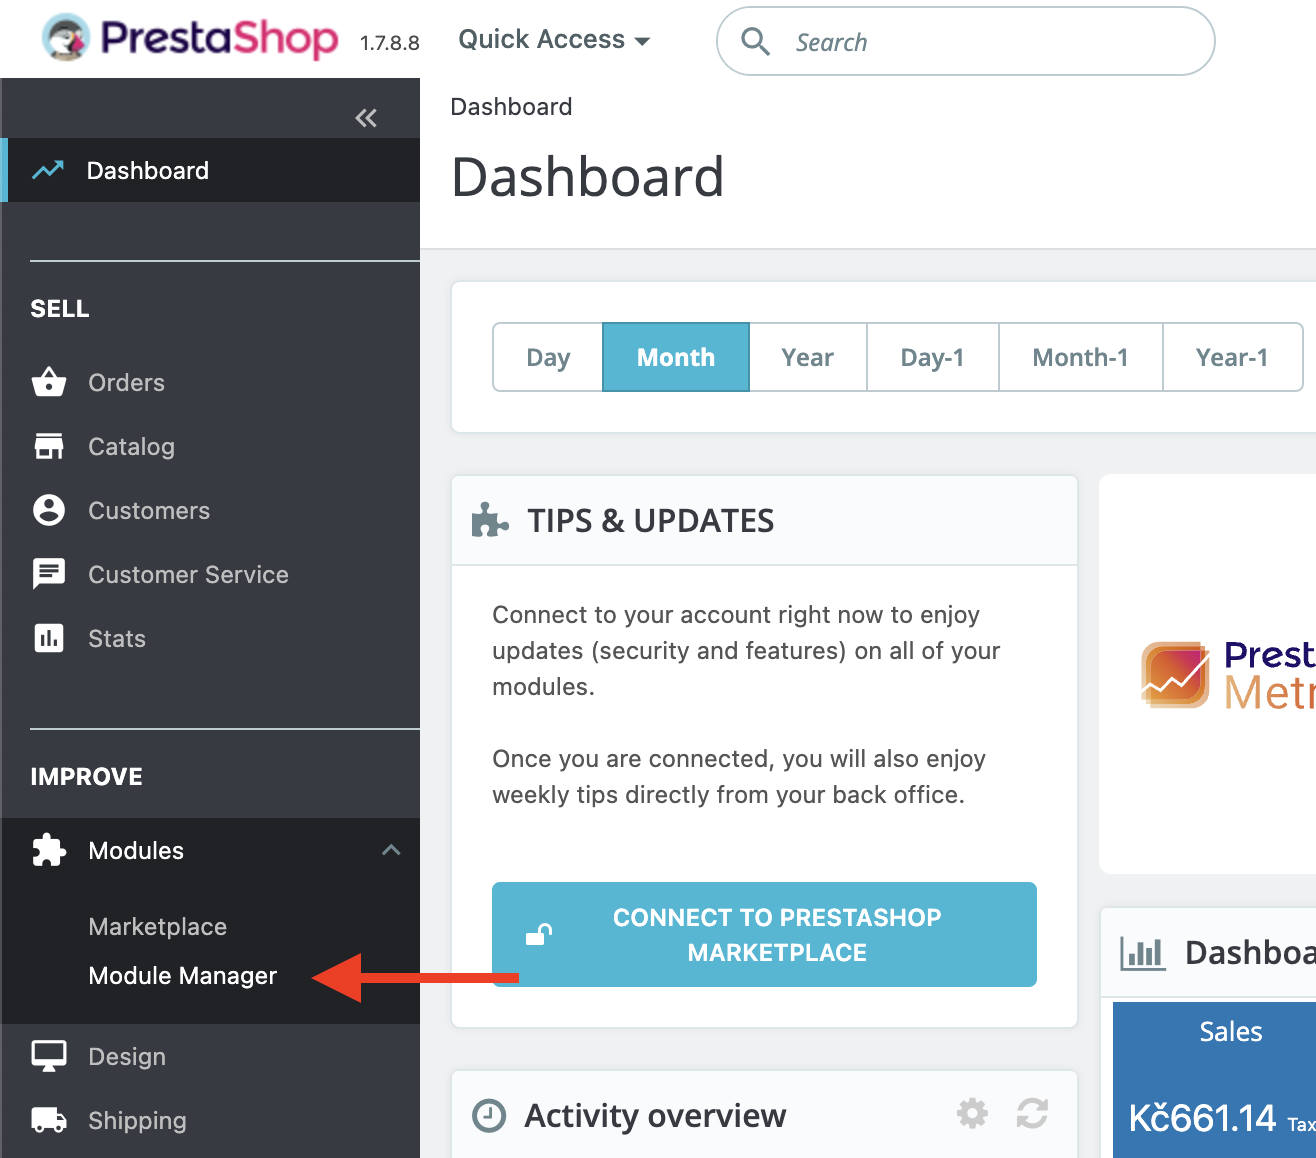 PrestaShop 1.7.8.8 Quick Access Search
Dashboard
Dashboard
Dashboard
SELL
Orders
Catalog
Customers
Customer Service
Stats
IMPROVE
Modules
Marketplace
Module Manager
Design
Shipping
Day Month Year Day-1 Month-1 Year-1
TIPS & UPDATES
Connect to your account right now to enjoy
updates (security and features) on all of your
modules.
Once you are connected, you will also enjoy
weekly tips directly from your back office.
CONNECT TO PRESTASHOP
MARKETPLACE
Activity overview
Prest
Metr
Dashboa
Sales
Kč661.14 Tax